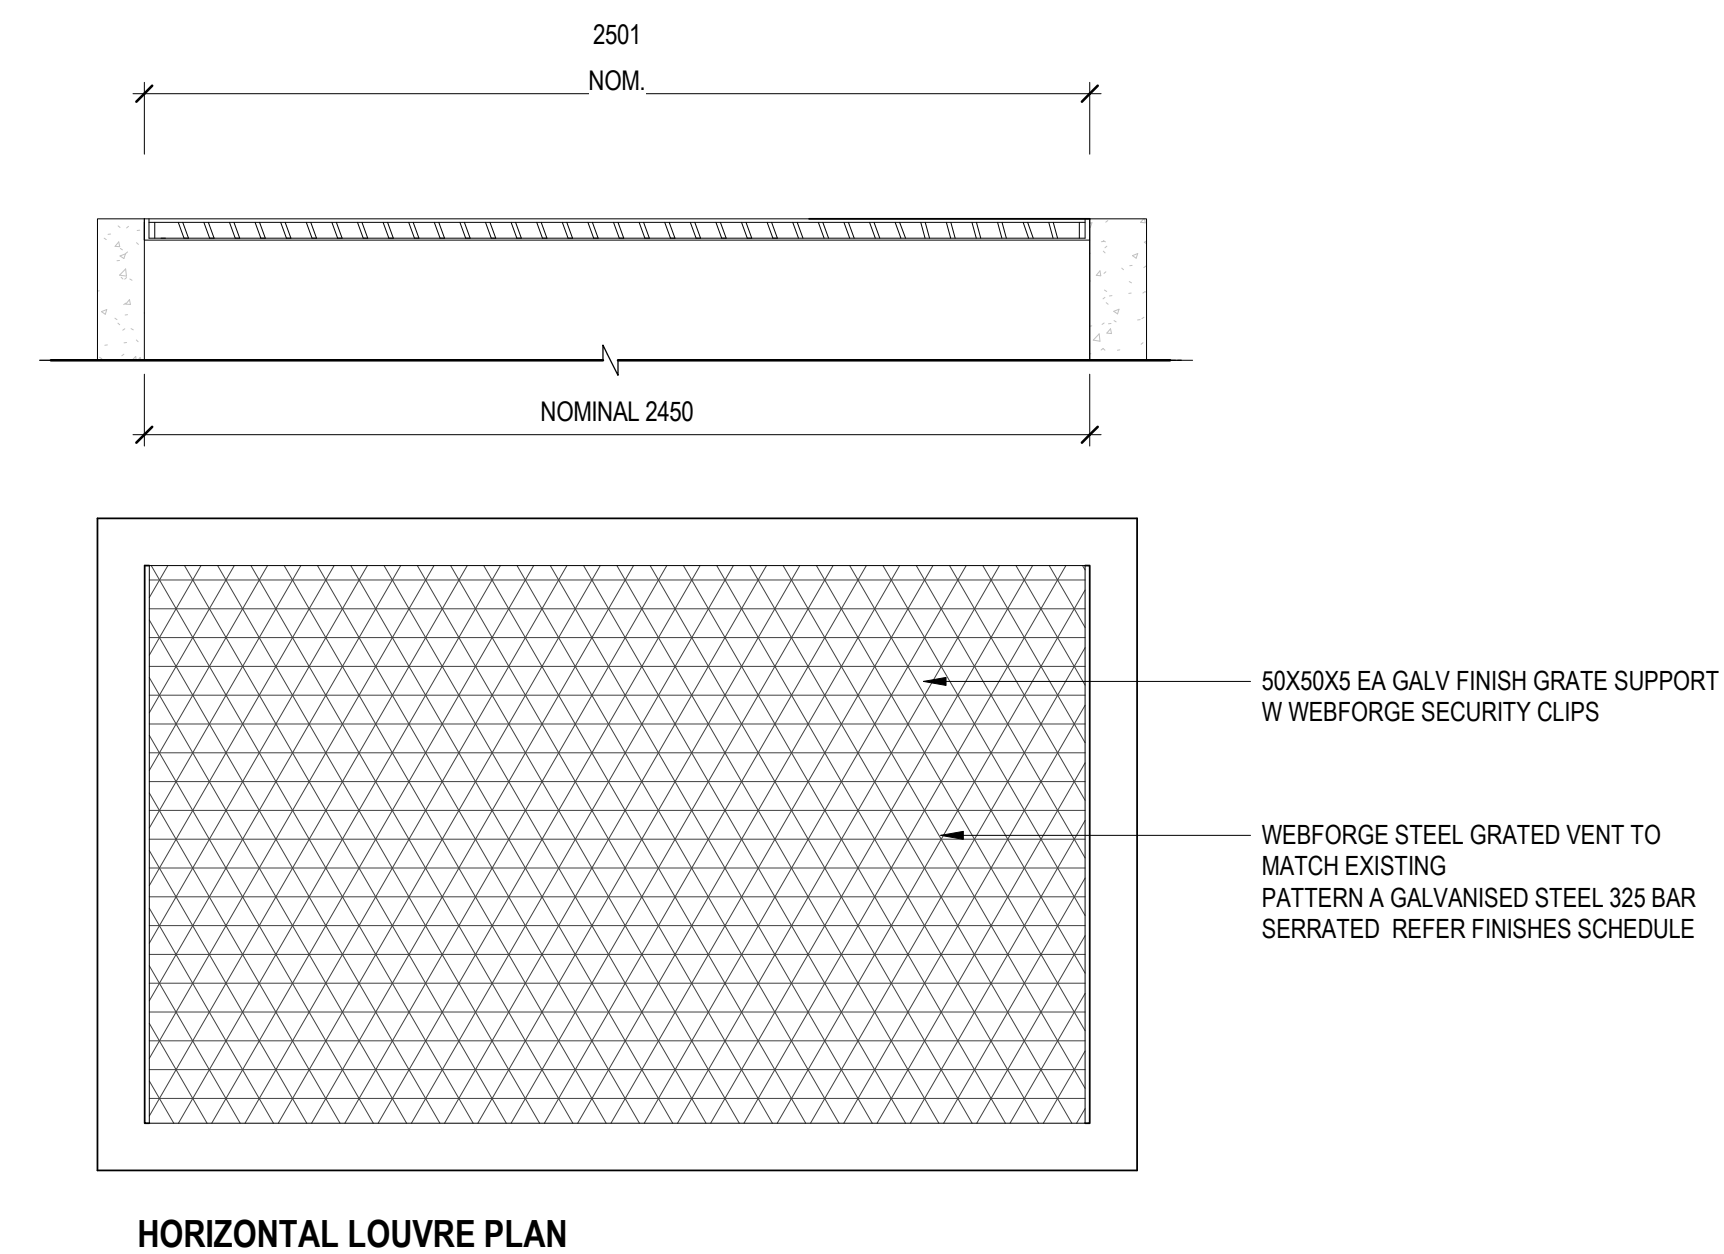 2501
NOM.
NOMINAL 2450
50X50X5 EA GALV FINISH GRATE SUPPORT
W WEBFORGE SECURITY CLIPS
WEBFORGE STEEL GRATED VENT TO
MATCH EXISTING
PATTERN A GALVANISED STEEL 325 BAR
SERRATED  REFER FINISHES SCHEDULE
HORIZONTAL LOUVRE PLAN